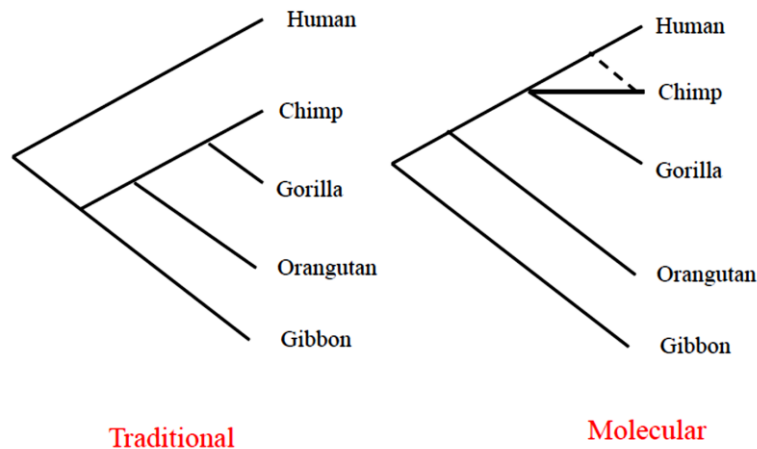 Human
Chimp
Gorilla
Orangutan
Gibbon
Traditional
Human
Chimp
Gorilla
Orangutan
Gibbon
Molecular